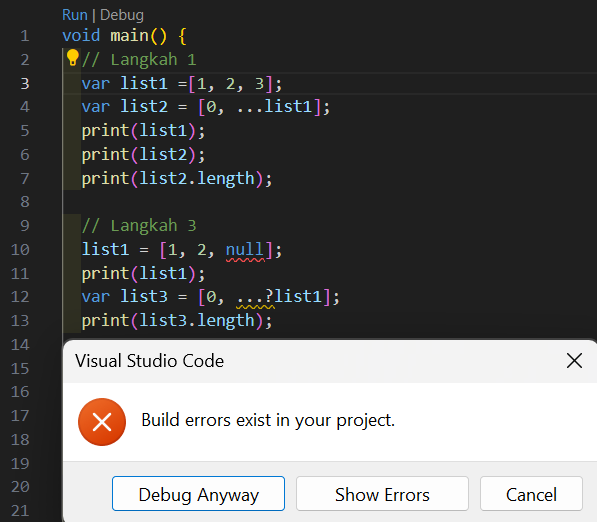 Run | Debug
1 void main() {
2 // Langkah 1
3 var list1 =[1, 2, 3];
4 var list2 = [0, ...list1];
5 print(list1);
6 print(list2);
7 print(list2.length);
8
9 // Langkah 3
10 list1 = [1, 2, null];
11 print(list1);
12 var list3 = [0, ...?list1];
13 print(list3.length);
14
15
16
17
18
19
20
21
Visual Studio Code
Build errors exist in your project.
Debug Anyway
Show Errors
Cancel